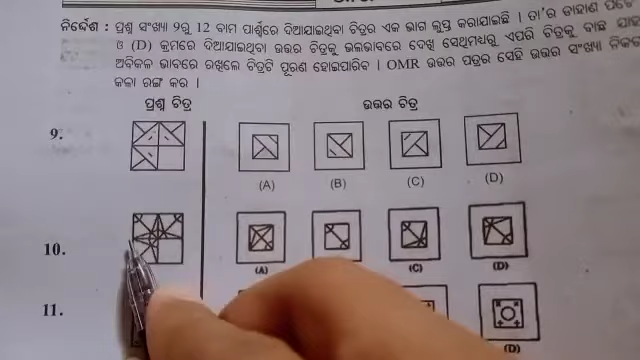 ନିର୍ଦ୍ଦେଶ : ପ୍ରଶ୍ନ ସଂଖ୍ୟା 9ରୁ 12 ବାମ ପାର୍ଶ୍ୱରେ ଦିଆଯାଇଥିବା ଚିତ୍ରର ଏକ ଭାଗ ଲୁପ୍ତ କରାଯାଇଛି । ତା'ର ଡାହାଣ
ଓ (D) କ୍ରମରେ ଦିଆଯାଇଥିବା ଉତ୍ତର ଚିତ୍ରକୁ ଭଲଭାବରେ ଦେଖି ସେଥିମଧ୍ୟରୁ ଏପରି ଚିତ୍ରକୁ ବାଛ
ଅବିକଳ ଭାବରେ ରଖିଲେ ଚିତ୍ରଟି ପୂରଣ ହୋଇପାରିବ । OMR ଉତ୍ତର ପତ୍ରର ସେହି ଉତ୍ତର ସଂଖ୍ୟା
କଳା ରଙ୍ଗ କର ।
ପ୍ରଶ୍ନ ଚିତ୍ର ଉତ୍ତର ଚିତ୍ର
9.
(A) (B) (C) (D)
10.
(A) (C) (D)
11.
(D)